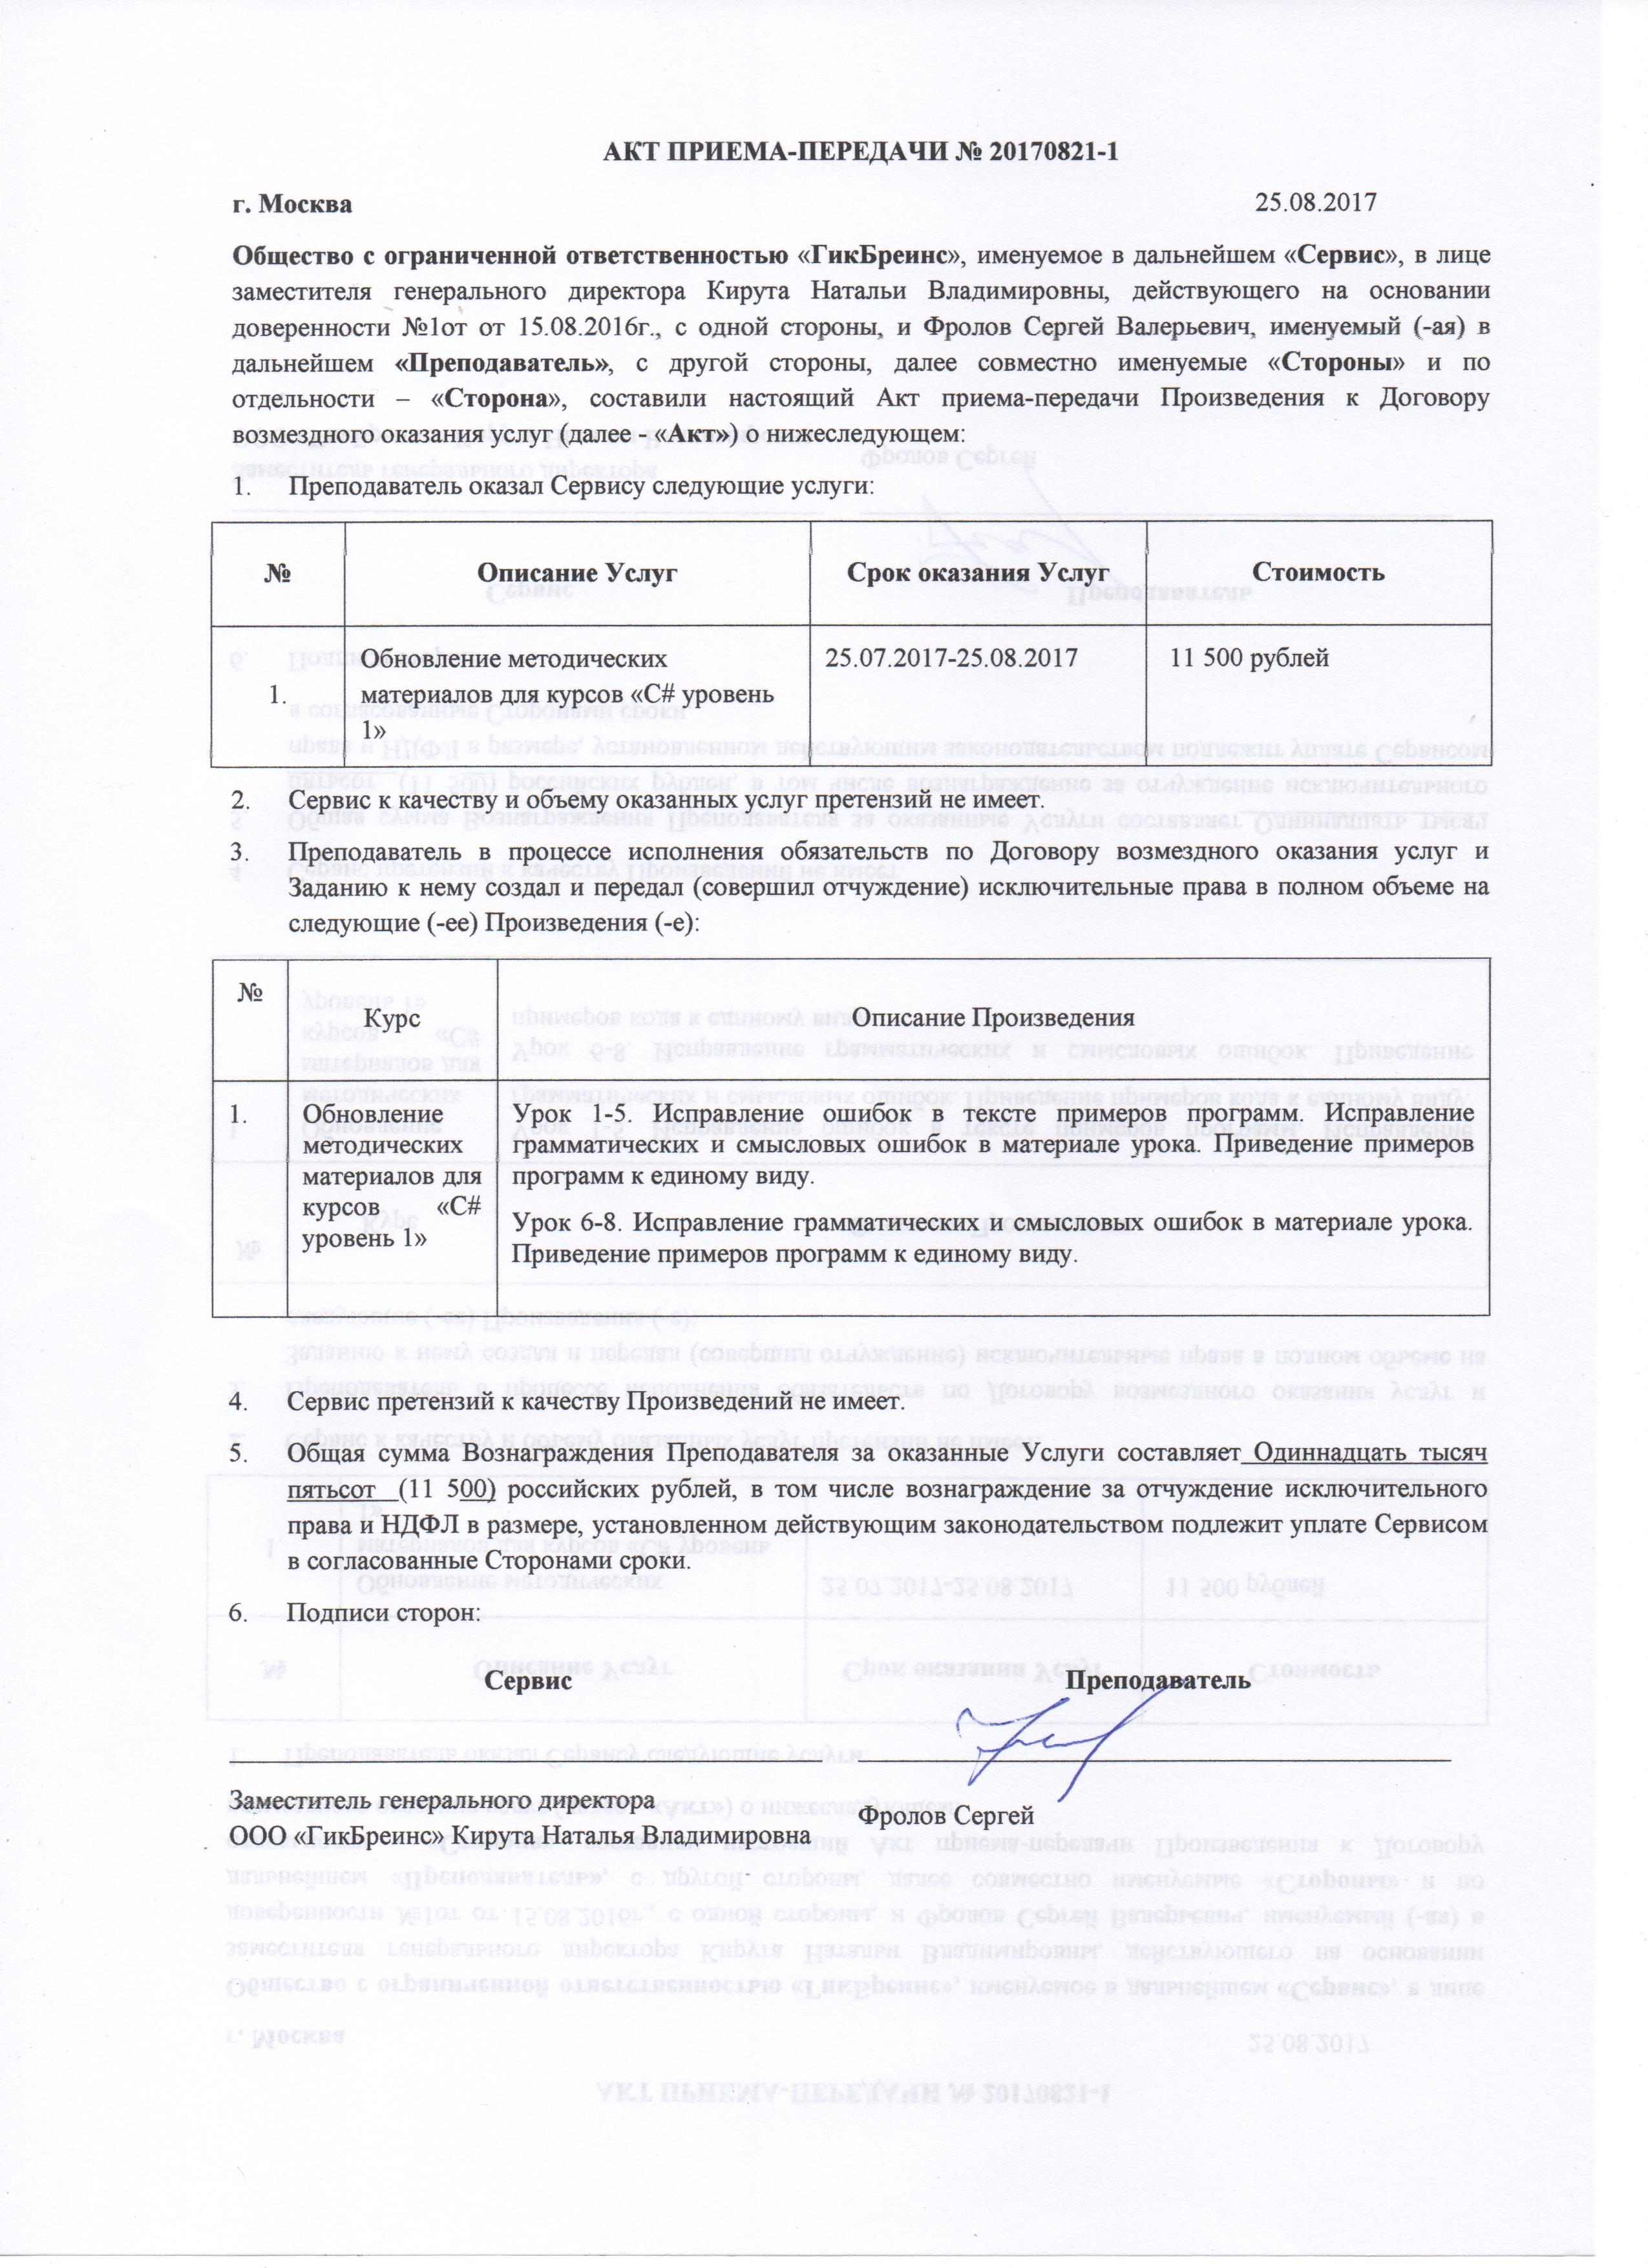 АКТ ПРИЕМА-ПЕРЕДАЧИ № 20170821-1
г. Москва 25.08.2017
Общество с ограниченной ответственностью «ГикБреинс», именуемое в дальнейшем «Сервис», в лице
заместителя генерального директора Кирута Натальи Владимировны, действующего на основании
доверенности №1от от 15.08.2016г., с одной стороны, и Фролов Сергей Валерьевич, именуемый (-ая) в
дальнейшем «Преподаватель», с другой стороны, далее совместно именуемые «Стороны» и по
отдельности – «Сторона», составили настоящий Акт приема-передачи Произведения к Договору
возмездного оказания услуг (далее - «Акт») о нижеследующем:
1. Преподаватель оказал Сервису следующие услуги:
№ Описание Услуг Срок оказания Услуг Стоимость
1. Обновление методических
материалов для курсов «C# уровень
1»
25.07.2017-25.08.2017
11 500 рублей
2. Сервис к качеству и объему оказанных услуг претензий не имеет.
3. Преподаватель в процессе исполнения обязательств по Договору возмездного оказания услуг и
Заданию к нему создал и передал (совершил отчуждение) исключительные права в полном объеме на
следующие (-ее) Произведения (-е):
№ Курс Описание Произведения
1. Обновление
методических
материалов для
курсов «C#
уровень 1»
Урок 1-5. Исправление ошибок в тексте примеров программ. Исправление
грамматических и смысловых ошибок в материале урока. Приведение примеров
программ к единому виду.
Урок 6-8. Исправление грамматических и смысловых ошибок в материале урока.
Приведение примеров программ к единому виду.
4. Сервис претензий к качеству Произведений не имеет.
5. Общая сумма Вознаграждения Преподавателя за оказанные Услуги составляет Одиннадцать тысяч
пятьсот (11 500) российских рублей, в том числе вознаграждение за отчуждение исключительного
права и НДФЛ в размере, установленном действующим законодательством подлежит уплате Сервисом
в согласованные Сторонами сроки.
6. Подписи сторон:
Сервис Преподаватель
Заместитель генерального директора
ООО «ГикБреинс» Кирута Наталья Владимировна
Фролов Сергей